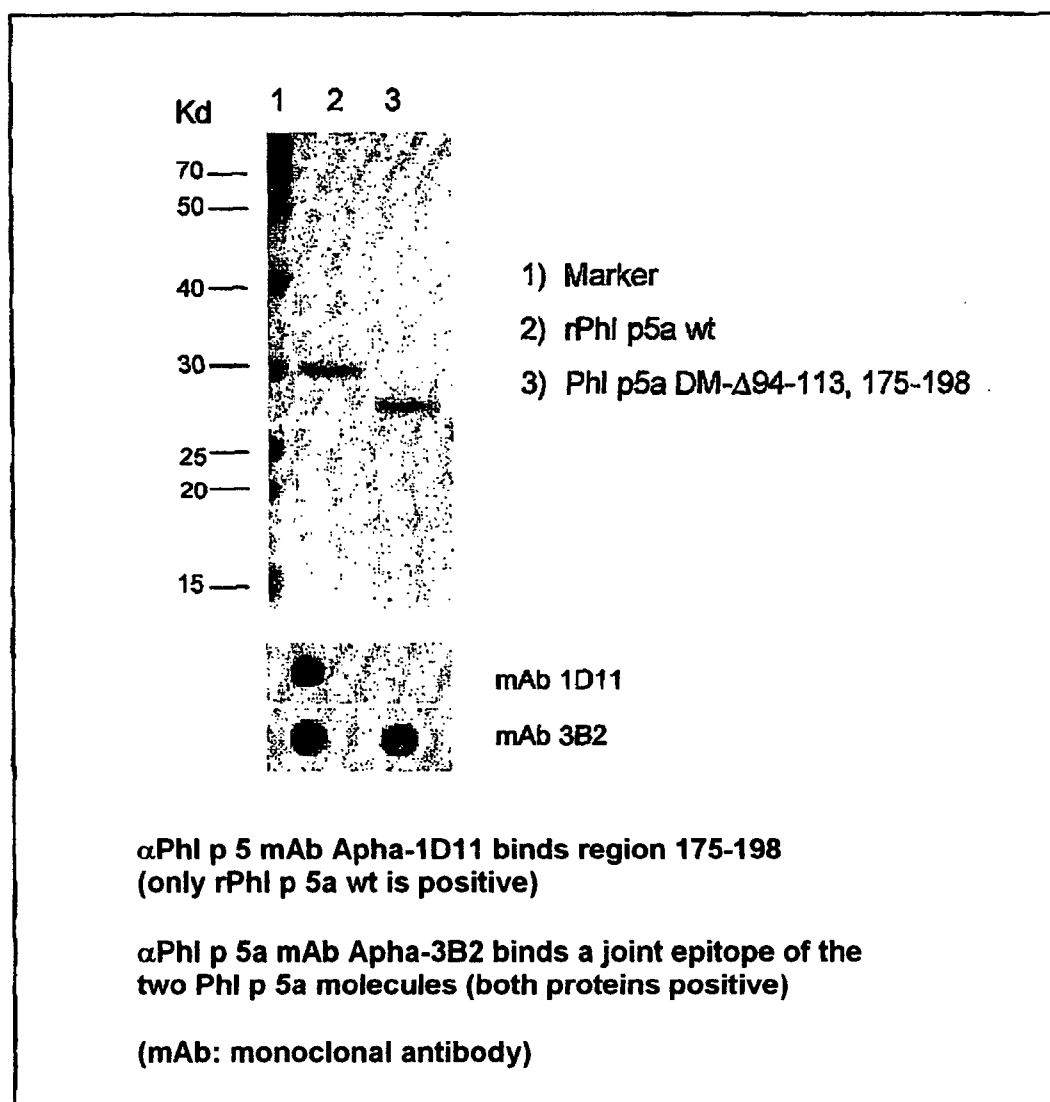 Kd 1 2 3
70
50
40
30
25
20
15
1) Marker
2) rPhl p5a wt
3) Phl p5a DM-Δ94-113, 175-198
mAb 1D11
mAb 3B2
αPhl p 5 mAb Apha-1D11 binds region 175-198
(only rPhl p 5a wt is positive)
αPhl p 5a mAb Apha-3B2 binds a joint epitope of the
two Phl p 5a molecules (both proteins positive)
(mAb: monoclonal antibody)